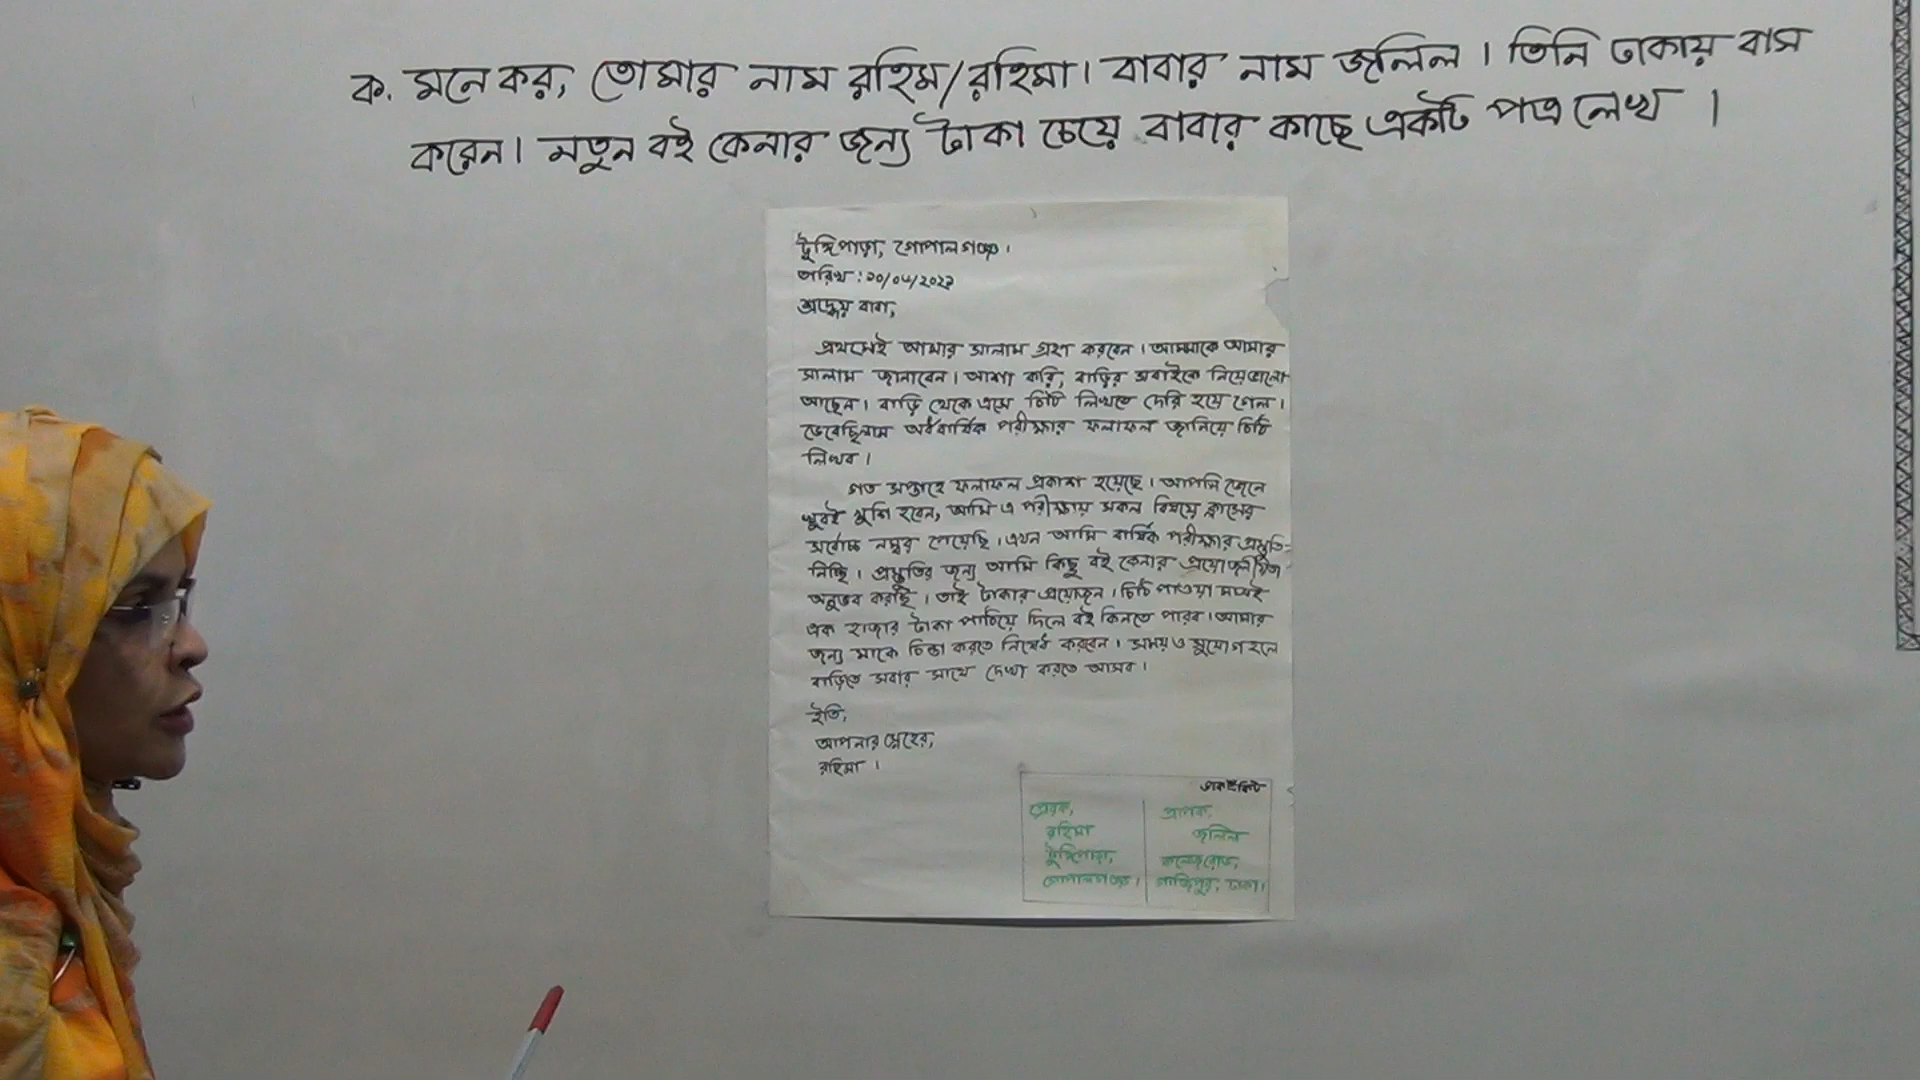 ক. মনে কর, তোমার নাম রহিম/রহিমা। বাবার নাম জলিল। তিনি ঢাকায় বাস
করেন। নতুন বই কেনার জন্য টাকা চেয়ে বাবার কাছে একটি পত্র লেখ।
টুঙ্গিপাড়া, গোপালগঞ্জ।
তারিখ :
শ্রদ্ধেয় বাবা,
প্রথমেই আমার সালাম গ্রহণ করবেন। আম্মাকে আমার
সালাম জানাবেন। আশা করি, বাড়ির সবাইকে নিয়ে ভালো
আছেন। বাড়ি থেকে এসে চিঠি লিখতে দেরি হয়ে গেল।
ভেবেছিলাম অর্ধবার্ষিক পরীক্ষার ফলাফল জানিয়ে চিঠি
লিখব।
গত সপ্তাহে ফলাফল প্রকাশ হয়েছে। আপনি জেনে
খুবই খুশি হবেন, আমি এ পরীক্ষায় সকল বিষয়ে ক্লাসের
সর্বোচ্চ নম্বর পেয়েছি। এখন আমি বার্ষিক পরীক্ষার প্রস্তুতি
নিচ্ছি। প্রস্তুতির জন্য আমি কিছু বই কেনার প্রয়োজনীয়তা
অনুভব করছি। তাই টাকার প্রয়োজন। চিঠি পাওয়া মাত্রই
এক হাজার টাকা পাঠিয়ে দিলে বই কিনতে পারব। আমার
জন্য মাকে চিন্তা করতে নিষেধ করবেন। সময় ও সুযোগ হলে
বাড়িতে সবার সাথে দেখা করতে আসব।
ইতি,
আপনার স্নেহের,
রহিমা।
ডাকটিকিট
প্রেরক,
রহিমা
টুঙ্গিপাড়া,
গোপালগঞ্জ।
প্রাপক,
জলিল
কলেজরোড,
গাজিপুর, ঢাকা।